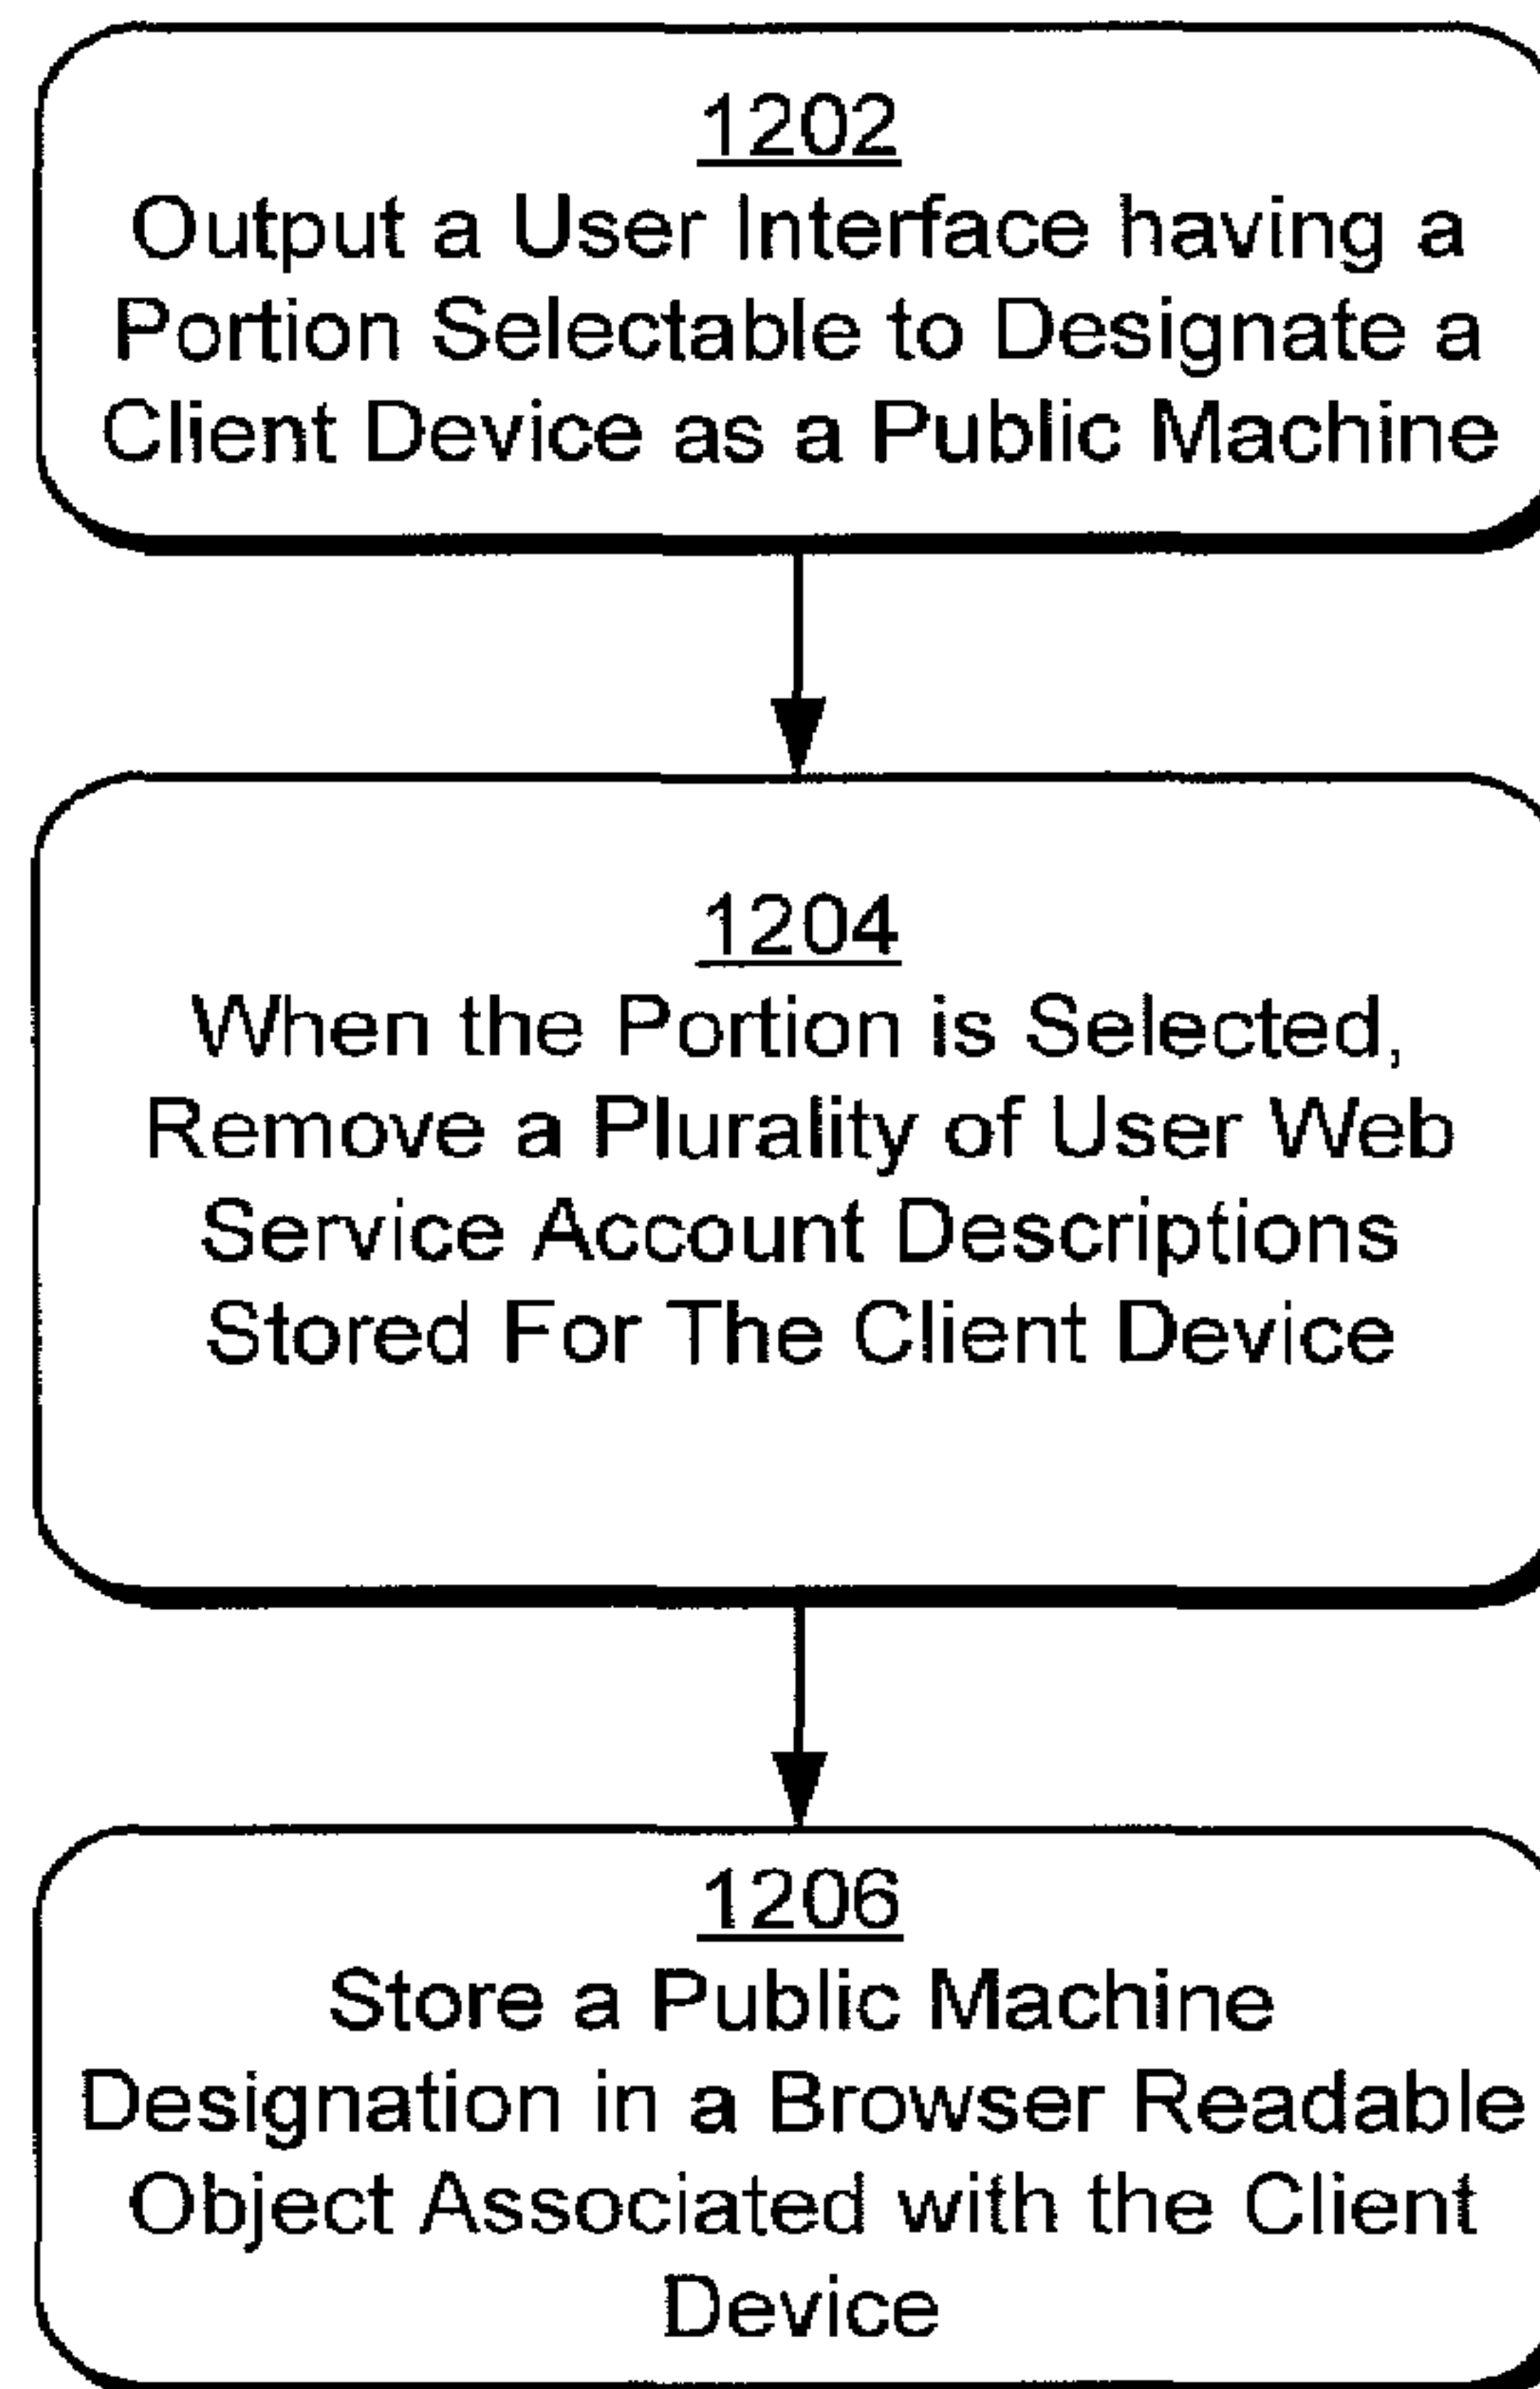 1202
Output a User Interface having a
Portion Selectable to Designate a
Client Device as a Public Machine
1204
When the Portion is Selected,
Remove a Plurality of User Web
Service Account Descriptions
Stored For The Client Device
1206
Store a Public Machine
Designation in a Browser Readable
Object Associated with the Client
Device